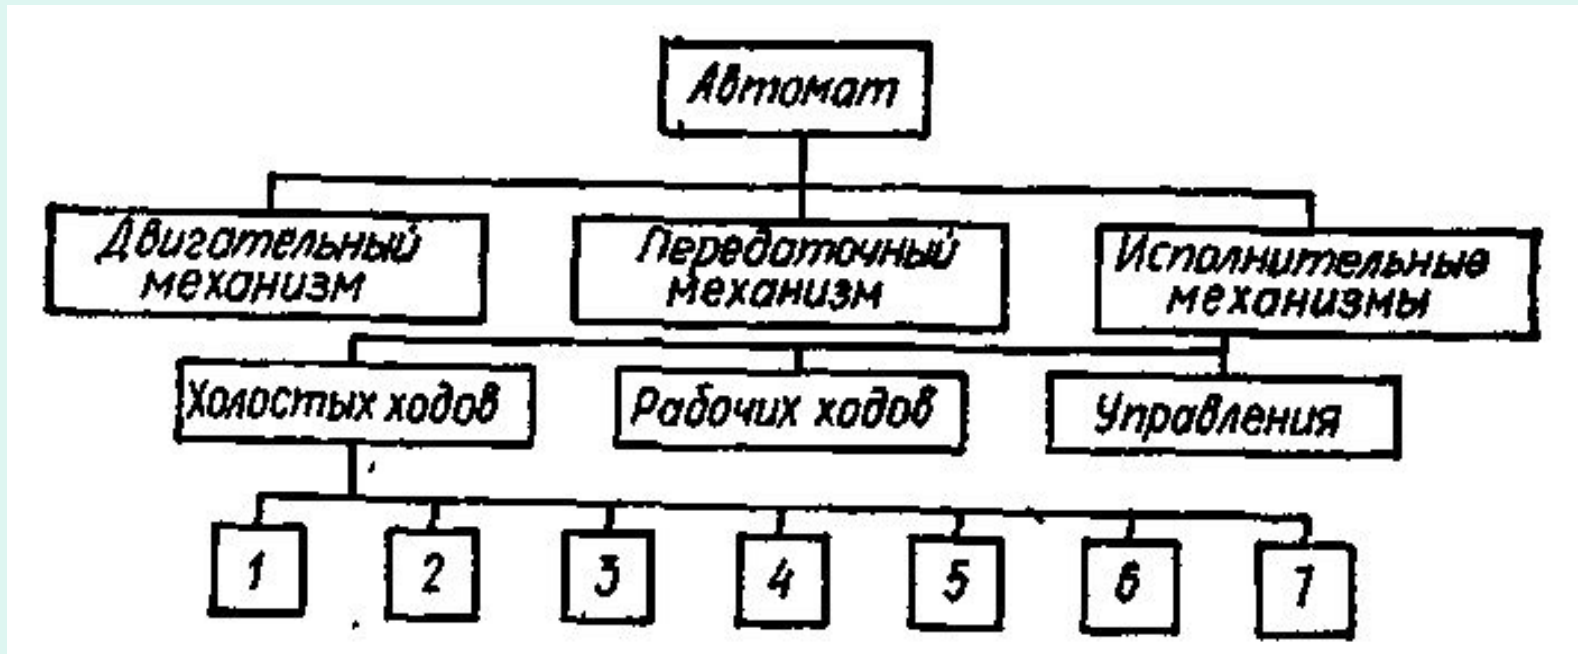 Автомат
Двигательный
механизм
Передаточный
механизм
Исполнительные
механизмы
Холостых ходов
Рабочих ходов
Управления
1
2
3
4
5
6
7